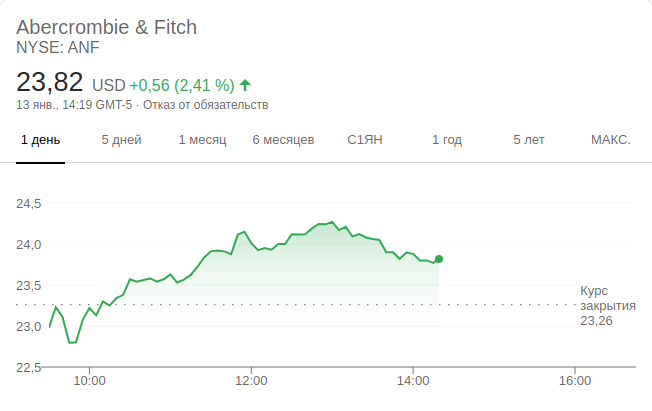 Abercrombie & Fitch
NYSE: ANF
23,82 USD +0,56 (2,41 %)
13 янв., 14:19 GMT-5 · Отказ от обязательств
1 день 5 дней 1 месяц 6 месяцев С1ЯН 1 год 5 лет МАКС.
24,5
24,0
23,5
Курс
закрытия
23,26
23,0
22,5
10:00 12:00 14:00 16:00